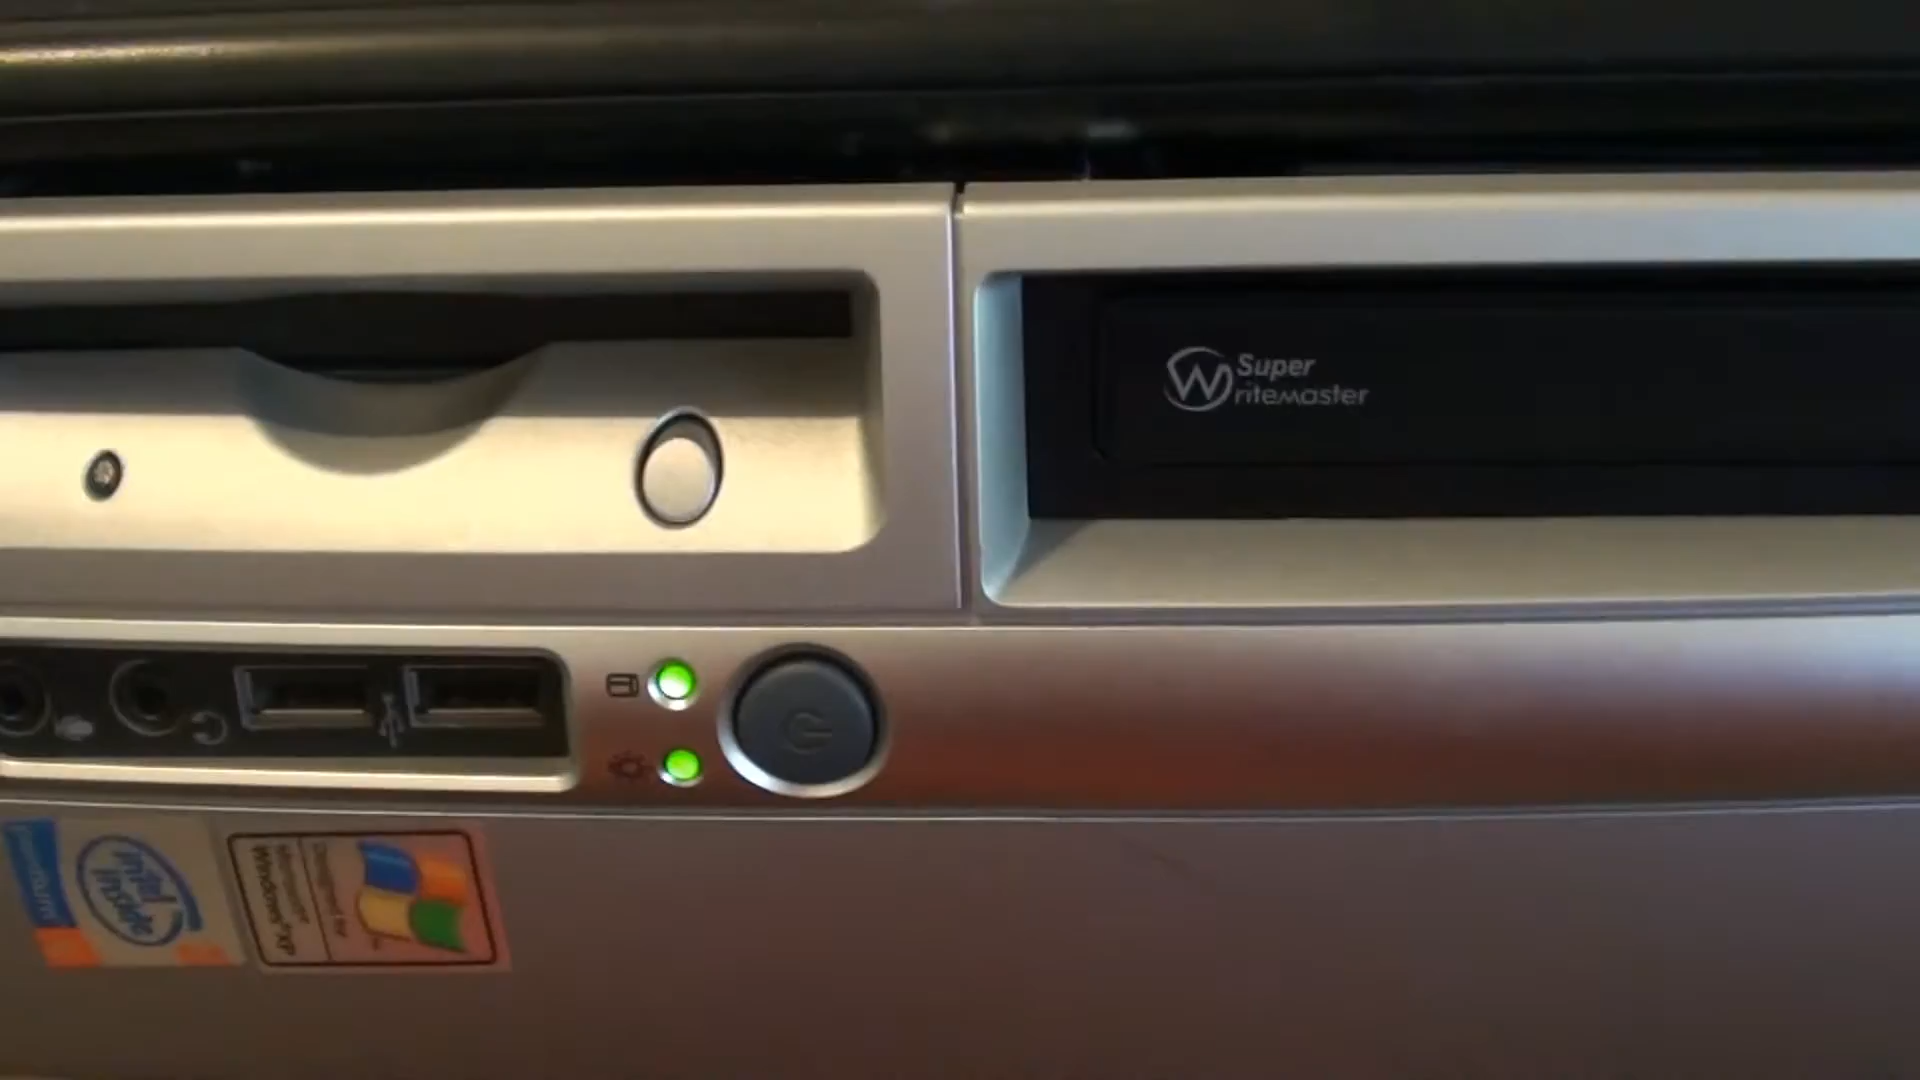 Super
Writemaster
intel
inside
Designed for
Microsoft®
Windows®XP